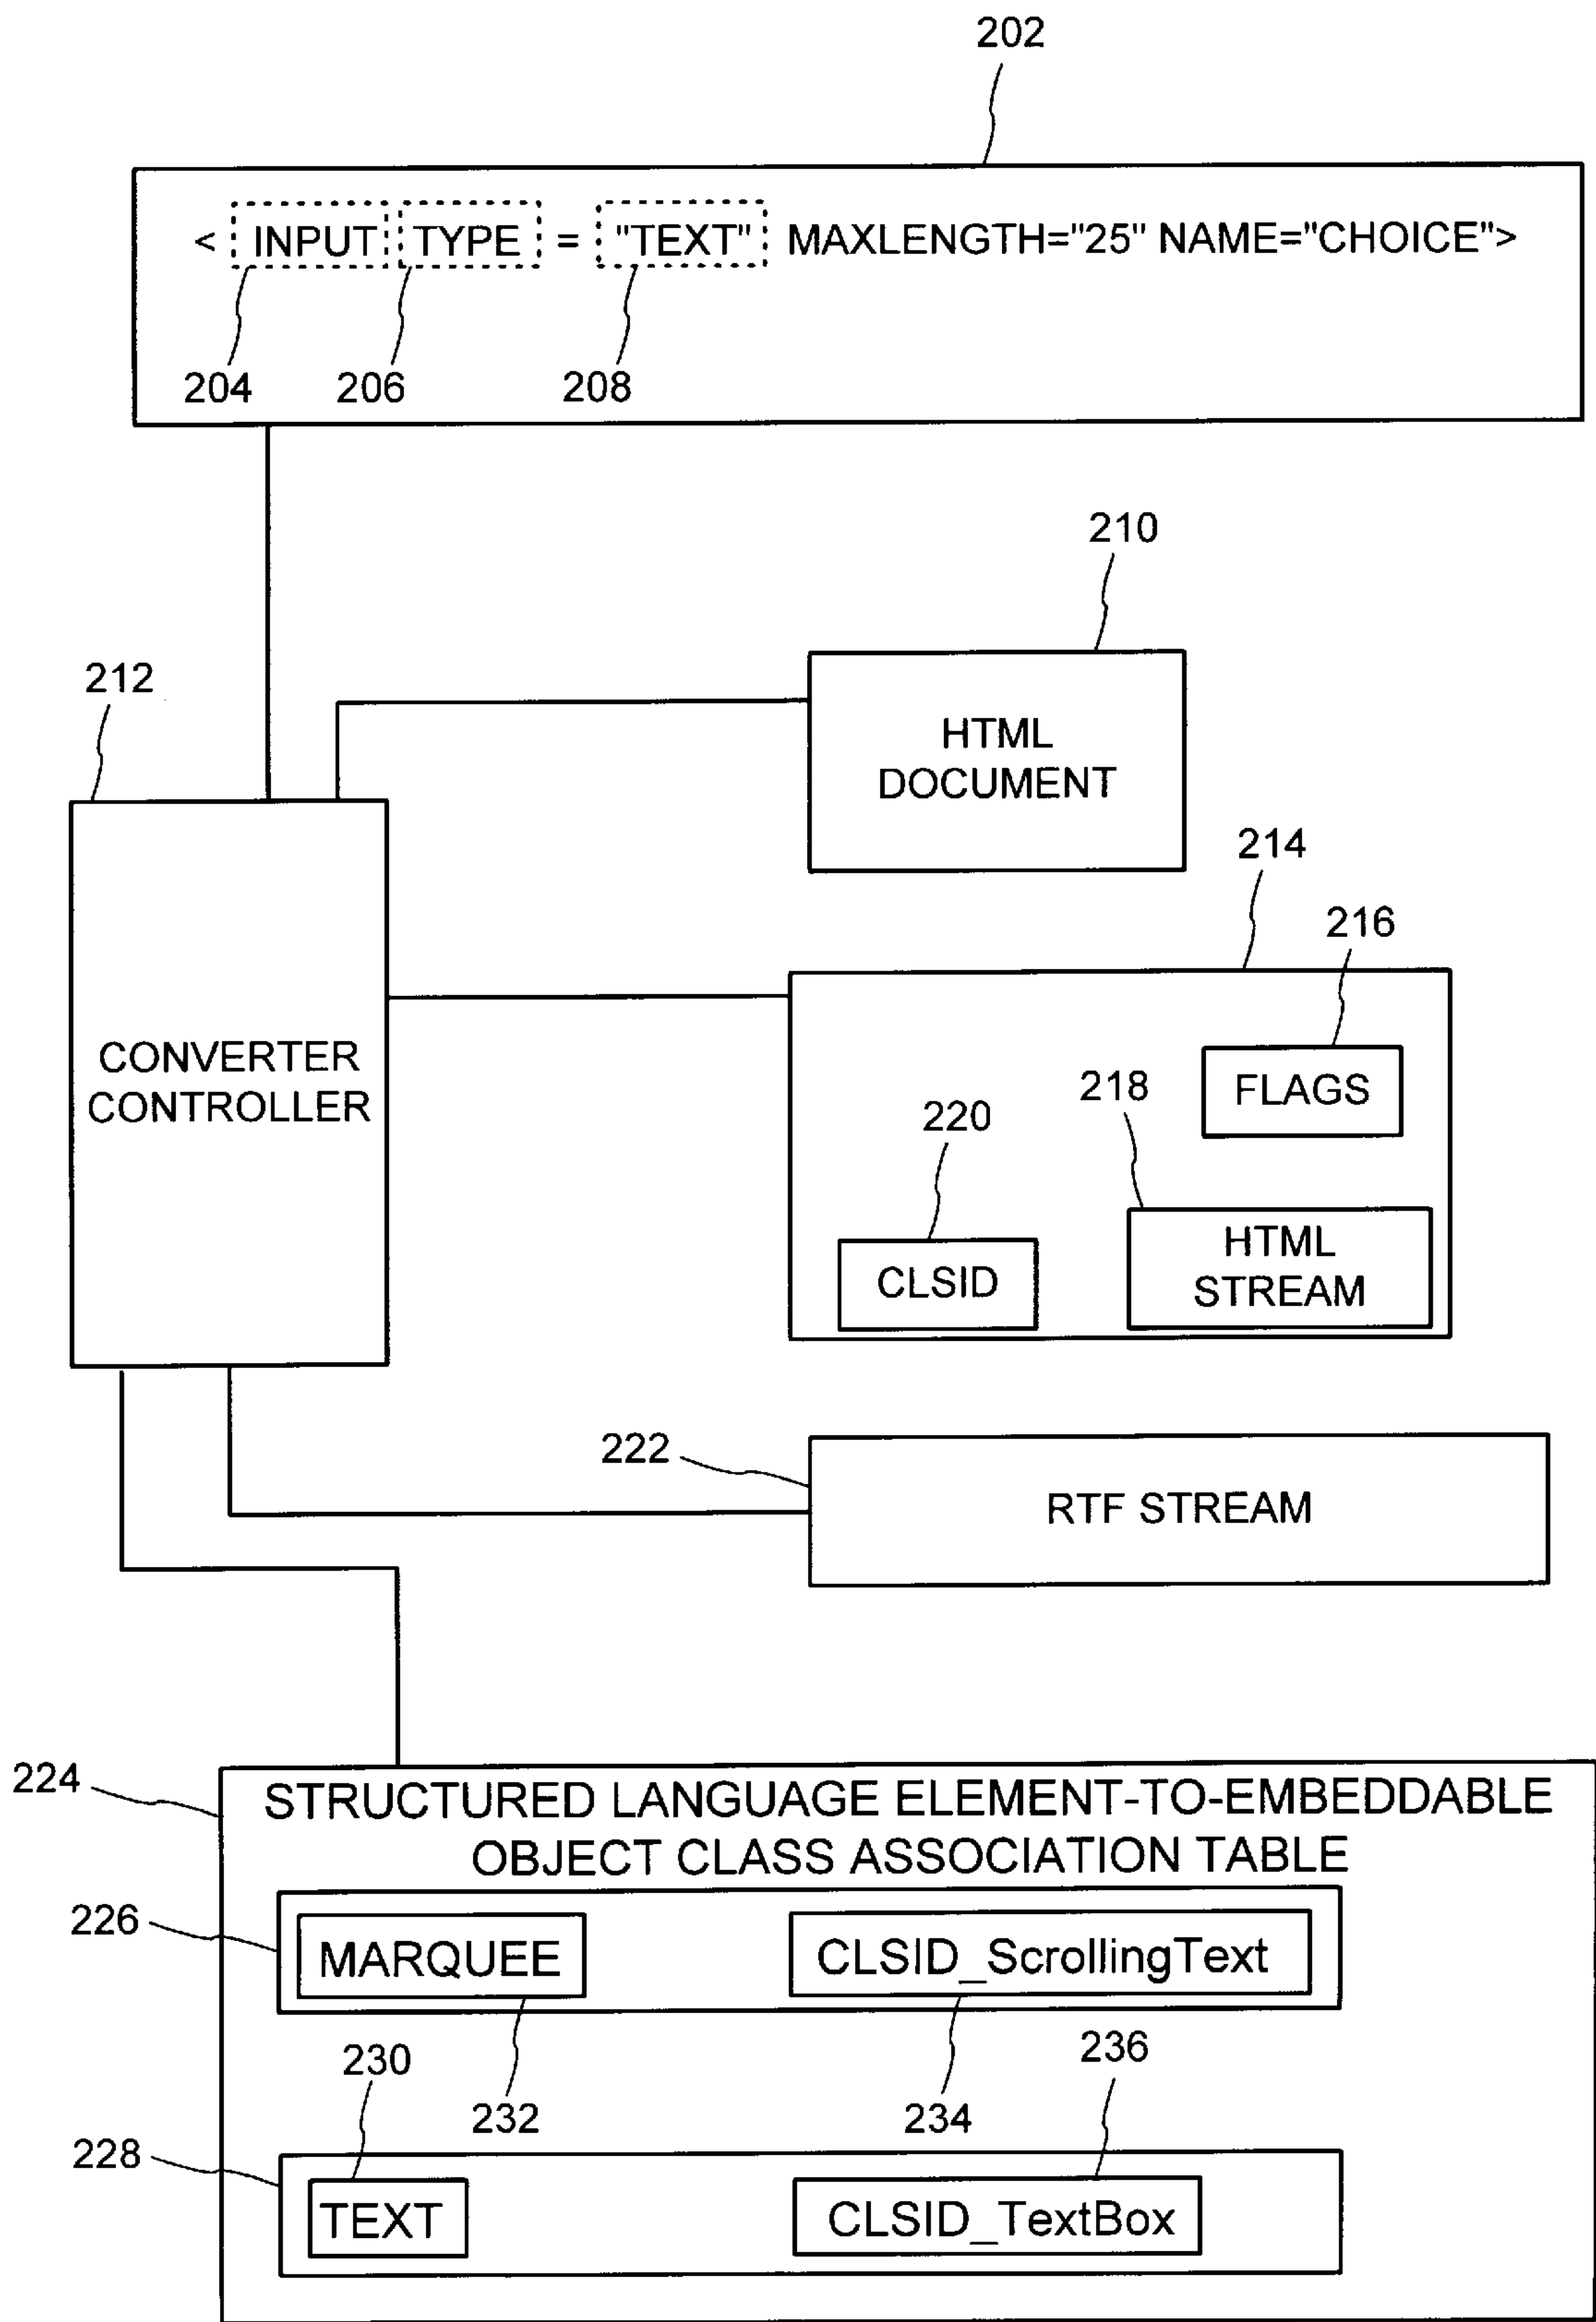 202
< INPUT TYPE = "TEXT" MAXLENGTH="25" NAME="CHOICE">
204 206 208
210
212
HTML
DOCUMENT
214
216
CONVERTER
CONTROLLER
FLAGS
218
220
HTML
STREAM
CLSID
222
RTF STREAM
224
STRUCTURED LANGUAGE ELEMENT-TO-EMBEDDABLE
OBJECT CLASS ASSOCIATION TABLE
226
MARQUEE CLSID_ScrollingText
232 234
230 236
228
TEXT CLSID_TextBox